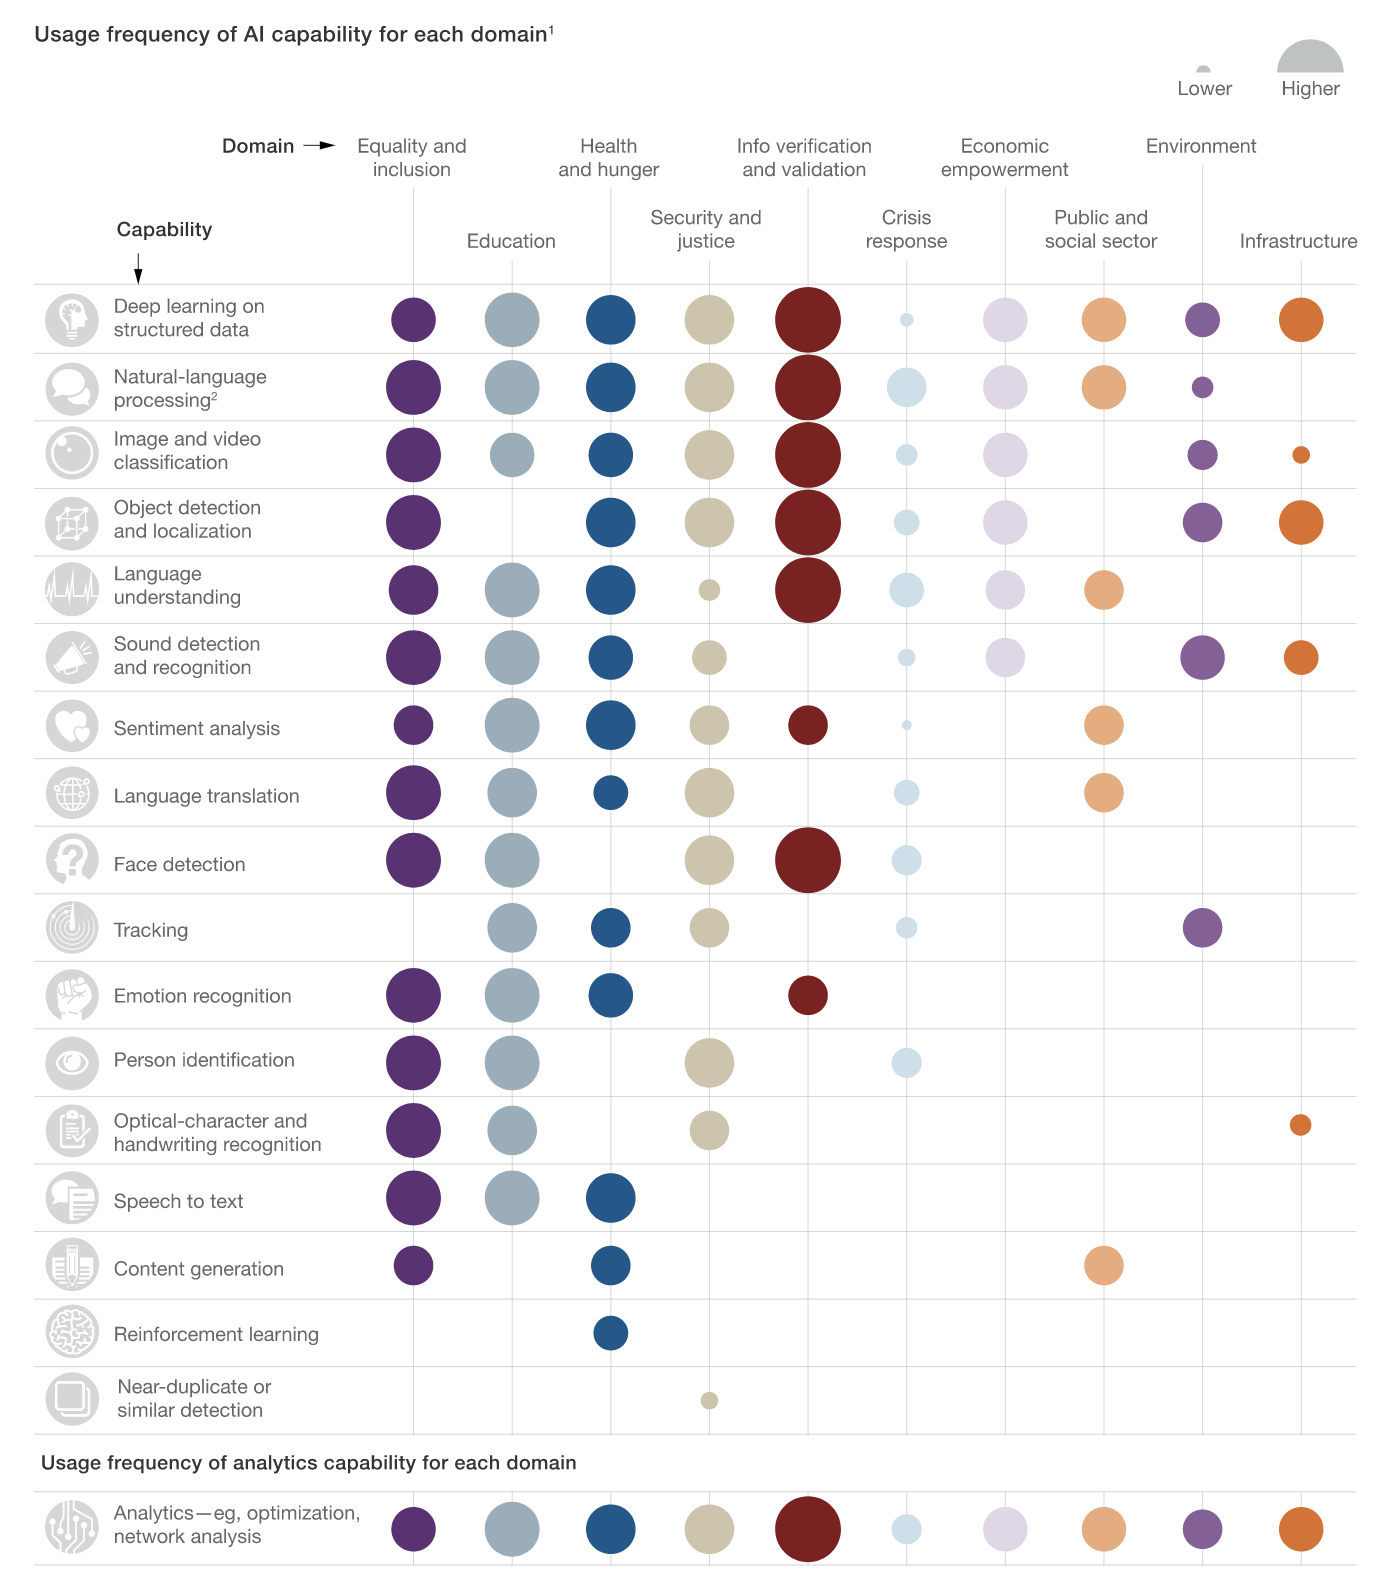 Usage frequency of AI capability for each domain¹
Lower
Higher
Domain
Equality and
inclusion
Health
and hunger
Info verification
and validation
Economic
empowerment
Environment
Capability
Education
Security and
justice
Crisis
response
Public and
social sector
Infrastructure
Deep learning on
structured data
Natural-language
processing²
Image and video
classification
Object detection
and localization
Language
understanding
Sound detection
and recognition
Sentiment analysis
Language translation
Face detection
Tracking
Emotion recognition
Person identification
Optical-character and
handwriting recognition
Speech to text
Content generation
Reinforcement learning
Near-duplicate or
similar detection
Usage frequency of analytics capability for each domain
Analytics—eg, optimization,
network analysis